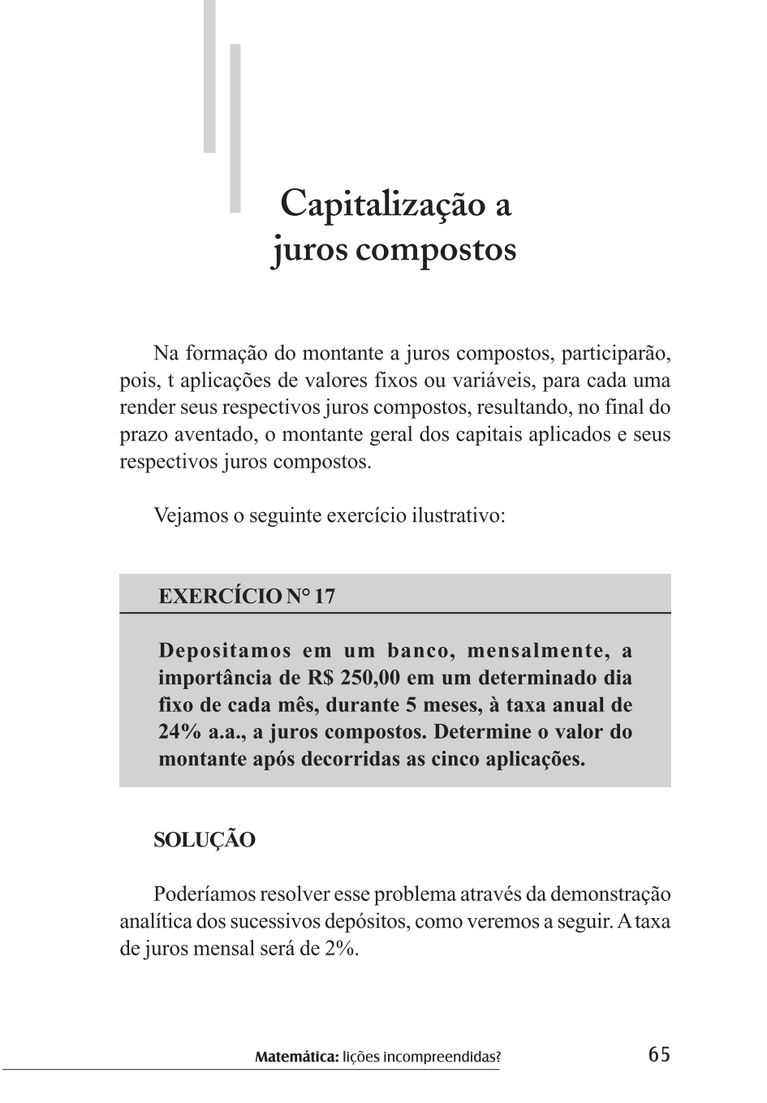 Capitalização a
juros compostos
Na formação do montante a juros compostos, participarão,
pois, t aplicações de valores fixos ou variáveis, para cada uma
render seus respectivos juros compostos, resultando, no final do
prazo aventado, o montante geral dos capitais aplicados e seus
respectivos juros compostos.
Vejamos o seguinte exercício ilustrativo:
EXERCÍCIO N° 17
Depositamos em um banco, mensalmente, a
importância de R$ 250,00 em um determinado dia
fixo de cada mês, durante 5 meses, à taxa anual de
24% a.a., a juros compostos. Determine o valor do
montante após decorridas as cinco aplicações.
SOLUÇÃO
Poderíamos resolver esse problema através da demonstração
analítica dos sucessivos depósitos, como veremos a seguir. A taxa
de juros mensal será de 2%.
Matemática: lições incompreendidas? 65